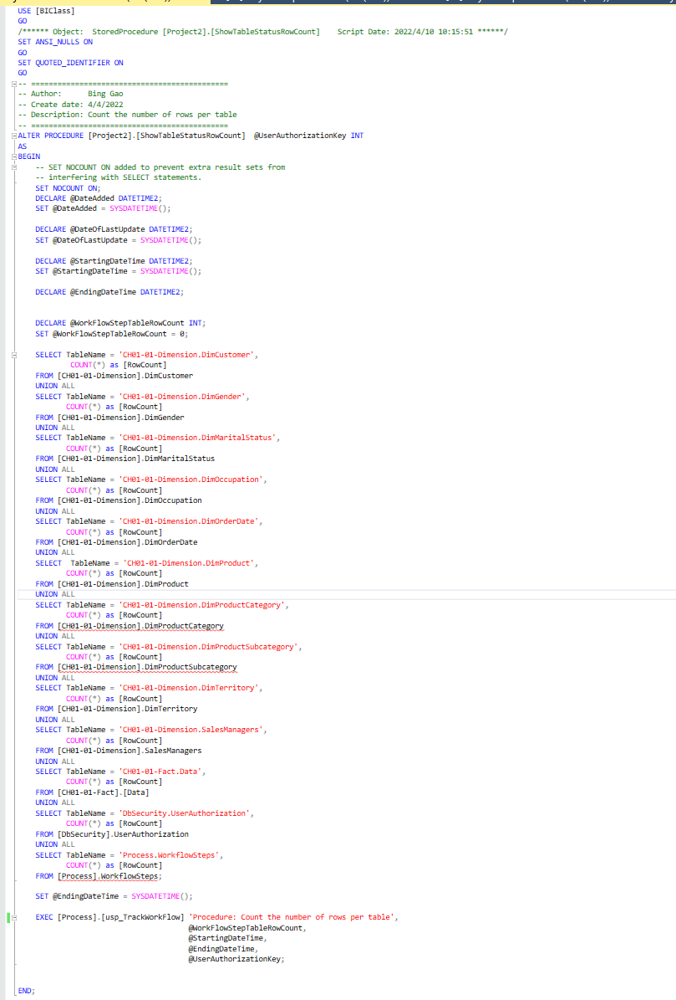 USE [BIClass]
GO
/****** Object:  StoredProcedure [Project2].[ShowTableStatusRowCount]    Script Date: 2022/4/10 10:15:51 ******/
SET ANSI_NULLS ON
GO
SET QUOTED_IDENTIFIER ON
GO
-- =============================================
-- Author:      Bing Gao
-- Create date: 4/4/2022
-- Description: Count the number of rows per table
-- =============================================
ALTER PROCEDURE [Project2].[ShowTableStatusRowCount]  @UserAuthorizationKey INT
AS
BEGIN
    -- SET NOCOUNT ON added to prevent extra result sets from
    -- interfering with SELECT statements.
    SET NOCOUNT ON;
    DECLARE @DateAdded DATETIME2;
    SET @DateAdded = SYSDATETIME();
    DECLARE @DateOfLastUpdate DATETIME2;
    SET @DateOfLastUpdate = SYSDATETIME();
    DECLARE @StartingDateTime DATETIME2;
    SET @StartingDateTime = SYSDATETIME();
    DECLARE @EndingDateTime DATETIME2;
    DECLARE @WorkFlowStepTableRowCount INT;
    SET @WorkFlowStepTableRowCount = 0;
    SELECT TableName = 'CH01-01-Dimension.DimCustomer',
            COUNT(*) as [RowCount]
    FROM [CH01-01-Dimension].DimCustomer
    UNION ALL
    SELECT TableName = 'CH01-01-Dimension.DimGender',
           COUNT(*) as [RowCount]
    FROM [CH01-01-Dimension].DimGender
    UNION ALL
    SELECT TableName = 'CH01-01-Dimension.DimMaritalStatus',
           COUNT(*) as [RowCount]
    FROM [CH01-01-Dimension].DimMaritalStatus
    UNION ALL
    SELECT TableName = 'CH01-01-Dimension.DimOccupation',
           COUNT(*) as [RowCount]
    FROM [CH01-01-Dimension].DimOccupation
    UNION ALL
    SELECT TableName = 'CH01-01-Dimension.DimOrderDate',
           COUNT(*) as [RowCount]
    FROM [CH01-01-Dimension].DimOrderDate
    UNION ALL
    SELECT  TableName = 'CH01-01-Dimension.DimProduct',
           COUNT(*) as [RowCount]
    FROM [CH01-01-Dimension].DimProduct
    UNION ALL
    SELECT TableName = 'CH01-01-Dimension.DimProductCategory',
           COUNT(*) as [RowCount]
    FROM [CH01-01-Dimension].DimProductCategory
    UNION ALL
    SELECT TableName = 'CH01-01-Dimension.DimProductSubcategory',
           COUNT(*) as [RowCount]
    FROM [CH01-01-Dimension].DimProductSubcategory
    UNION ALL
    SELECT TableName = 'CH01-01-Dimension.DimTerritory',
           COUNT(*) as [RowCount]
    FROM [CH01-01-Dimension].DimTerritory
    UNION ALL
    SELECT TableName = 'CH01-01-Dimension.SalesManagers',
           COUNT(*) as [RowCount]
    FROM [CH01-01-Dimension].SalesManagers
    UNION ALL
    SELECT TableName = 'CH01-01-Fact.Data',
           COUNT(*) as [RowCount]
    FROM [CH01-01-Fact].[Data]
    UNION ALL
    SELECT TableName = 'DbSecurity.UserAuthorization',
           COUNT(*) as [RowCount]
    FROM [DbSecurity].UserAuthorization
    UNION ALL
    SELECT TableName = 'Process.WorkflowSteps',
           COUNT(*) as [RowCount]
    FROM [Process].WorkflowSteps;
    SET @EndingDateTime = SYSDATETIME();
    EXEC [Process].[usp_TrackWorkFlow] 'Procedure: Count the number of rows per table',
                                       @WorkFlowStepTableRowCount,
                                       @StartingDateTime,
                                       @EndingDateTime,
                                       @UserAuthorizationKey;
END;